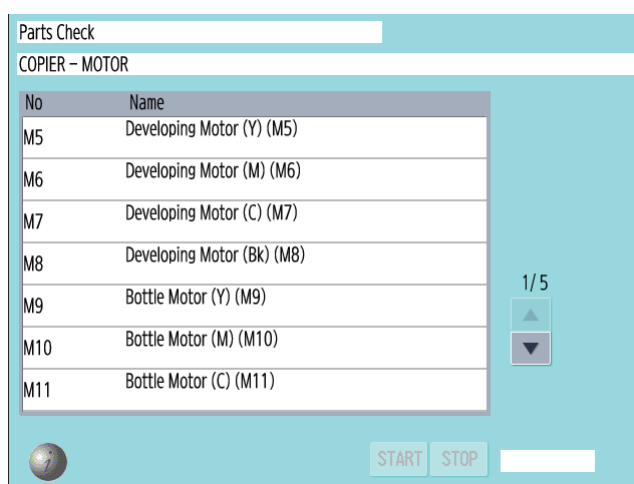 Parts Check
COPIER – MOTOR
No Name
M5 Developing Motor (Y) (M5)
M6 Developing Motor (M) (M6)
M7 Developing Motor (C) (M7)
M8 Developing Motor (Bk) (M8)
M9 Bottle Motor (Y) (M9)
M10 Bottle Motor (M) (M10)
M11 Bottle Motor (C) (M11)
1/5
START STOP